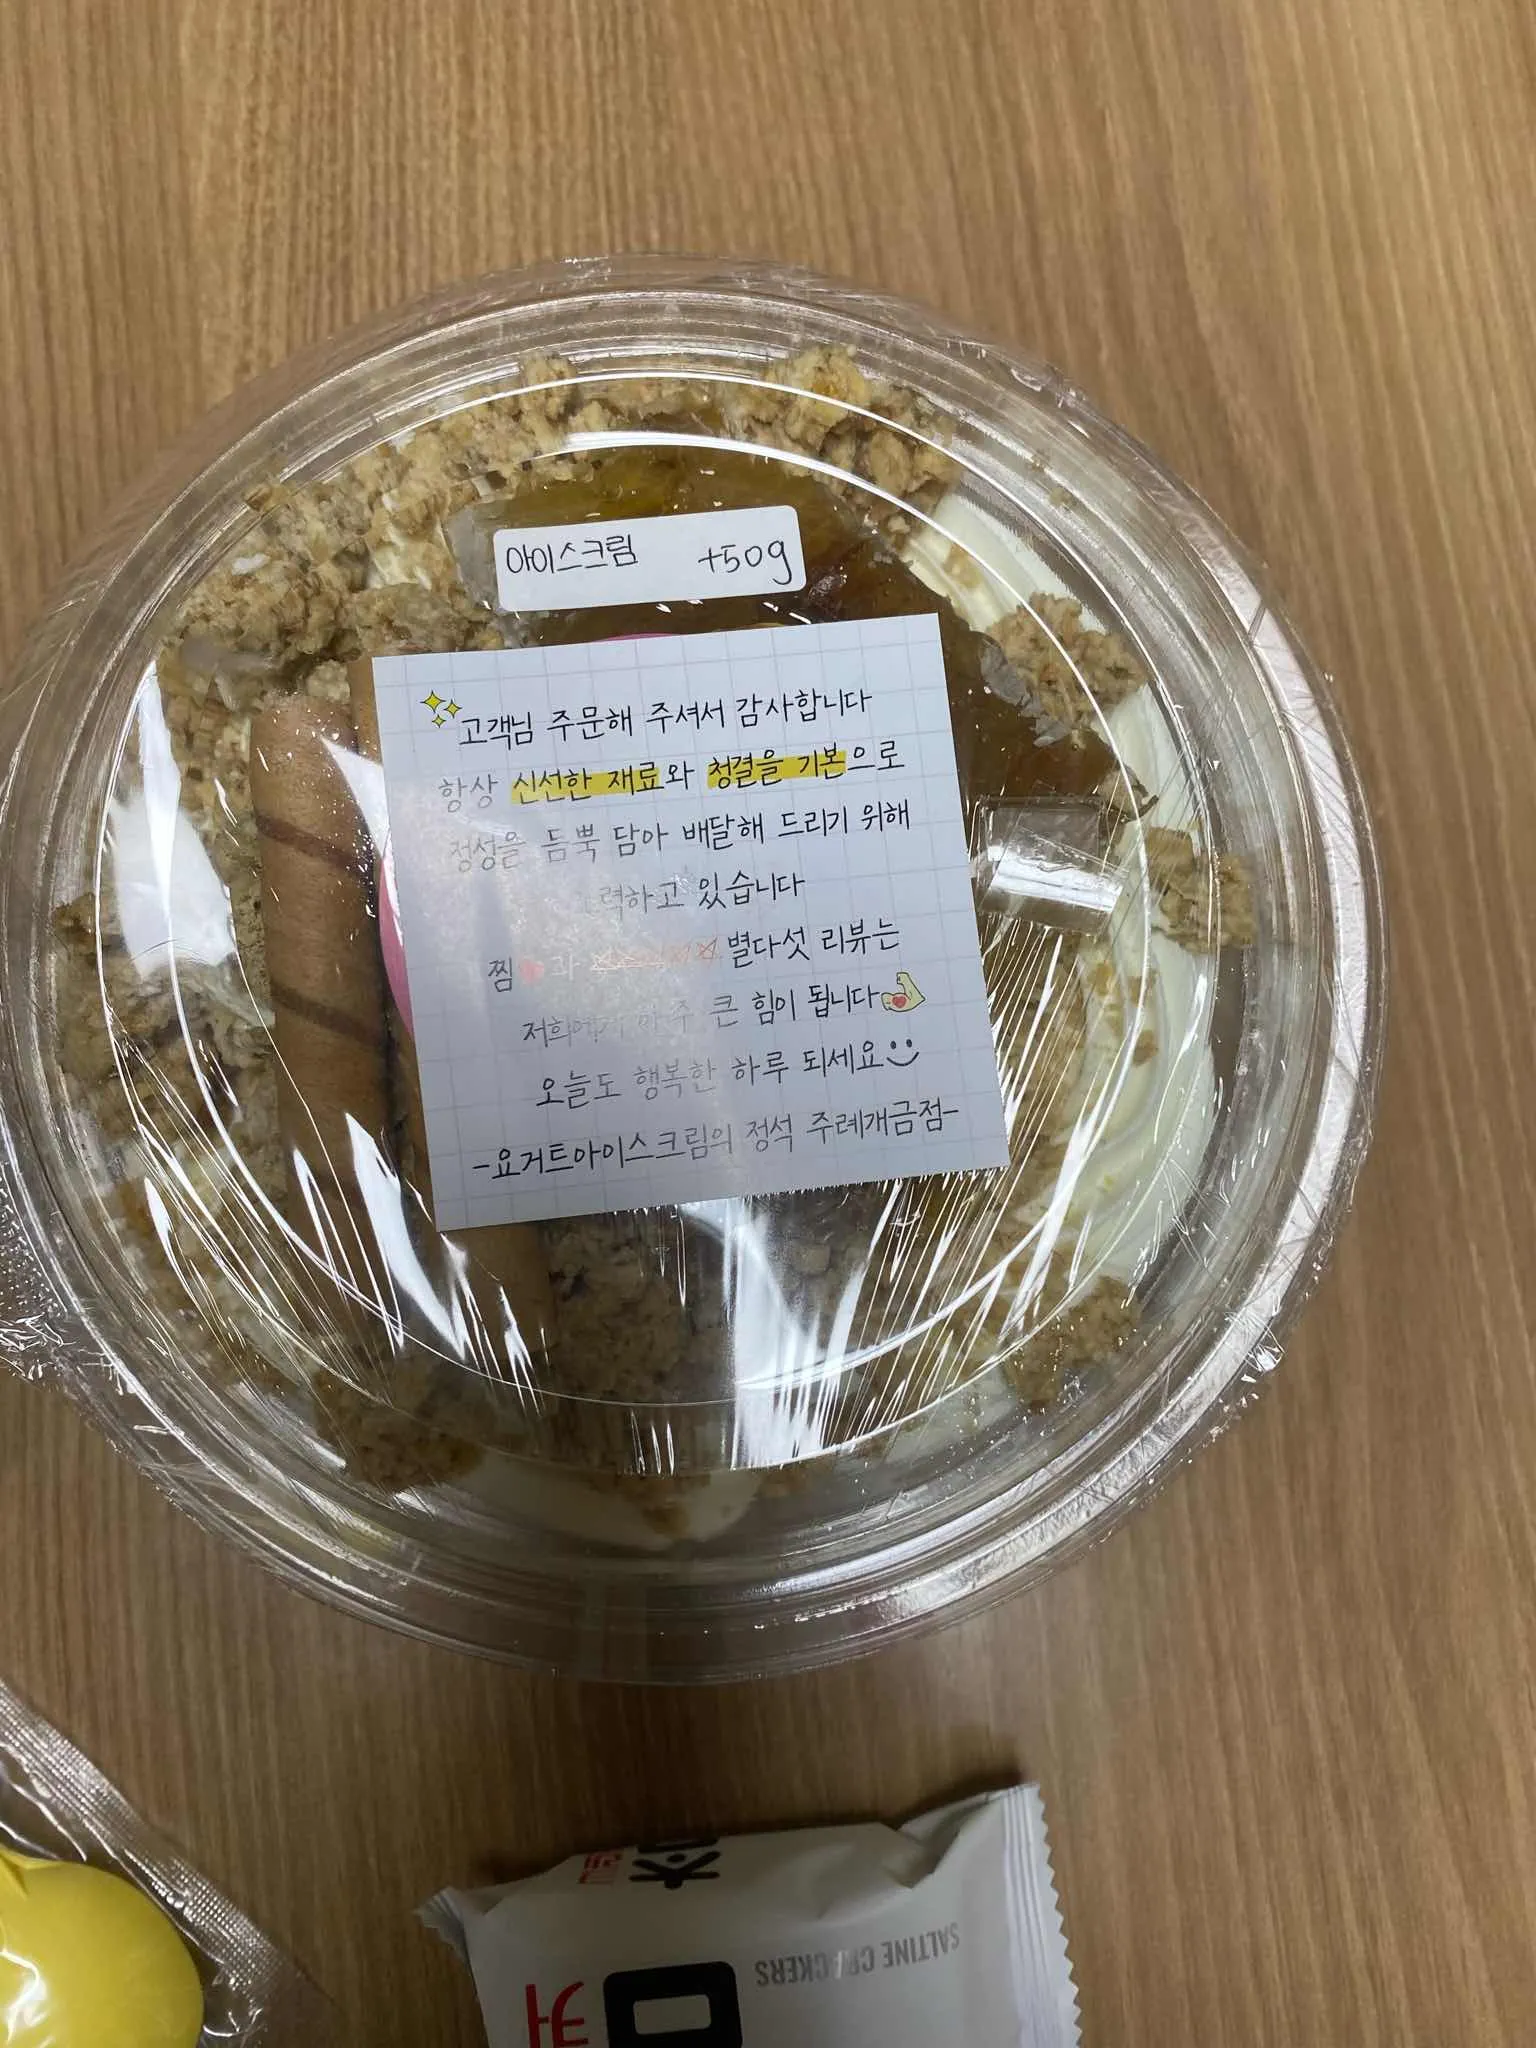 아이스크림 +50g
고객님 주문해 주셔서 감사합니다
항상 신선한 재료와 청결을 기본으로
정성을 듬뿍 담아 배달해 드리기 위해
노력하고 있습니다
찜 과 별다섯 리뷰는
저희에게 아주 큰 힘이 됩니다
오늘도 행복한 하루 되세요
-요거트아이스크림의 정석 주례개금점-
SALTINE CRACKERS